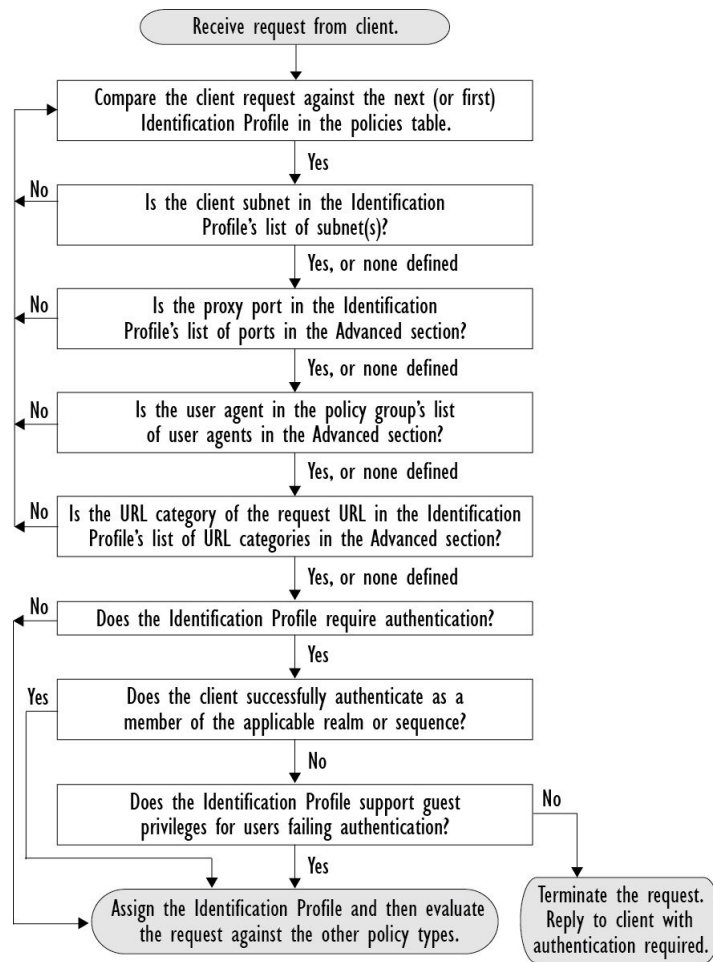 Receive request from client.
Compare the client request against the next (or first)
Identification Profile in the policies table.
Yes
No
Is the client subnet in the Identification
Profile's list of subnet(s)?
Yes, or none defined
No
Is the proxy port in the Identification
Profile's list of ports in the Advanced section?
Yes, or none defined
No
Is the user agent in the policy group's list
of user agents in the Advanced section?
Yes, or none defined
No
Is the URL category of the request URL in the Identification
Profile's list of URL categories in the Advanced section?
Yes, or none defined
No
Does the Identification Profile require authentication?
Yes
Yes
Does the client successfully authenticate as a
member of the applicable realm or sequence?
No
Does the Identification Profile support guest
privileges for users failing authentication?
No
Yes
Assign the Identification Profile and then evaluate
the request against the other policy types.
Terminate the request.
Reply to client with
authentication required.